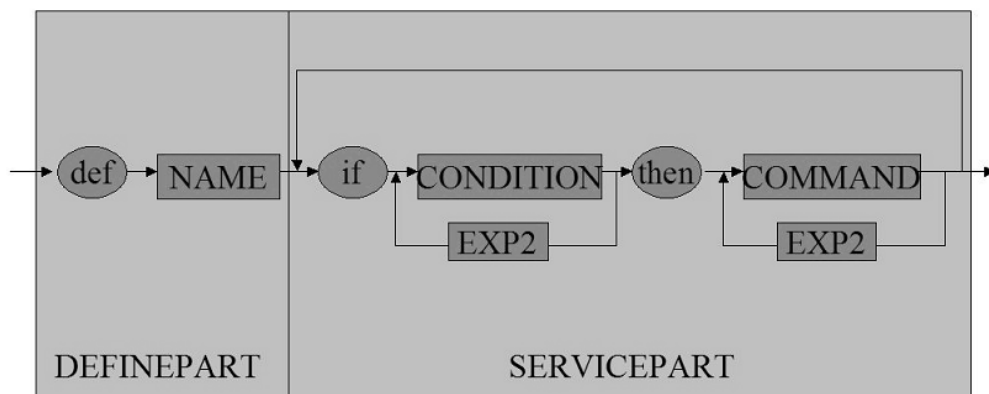 def NAME if CONDITION then COMMAND
EXP2 EXP2
DEFINEPART SERVICEPART